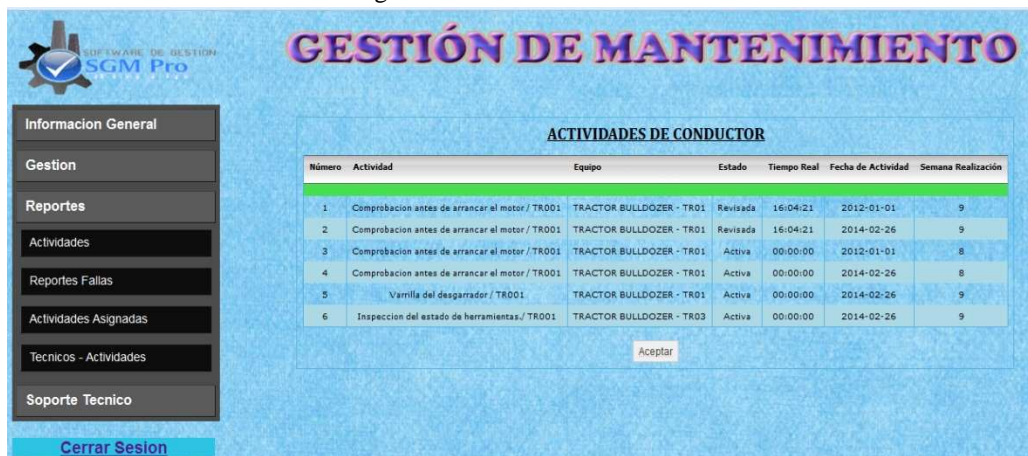 SOFTWARE DE GESTION
SGM Pro
GESTIÓN DE MANTENIMIENTO
Informacion General
Gestion
Reportes
Actividades
Reportes Fallas
Actividades Asignadas
Tecnicos - Actividades
Soporte Tecnico
Cerrar Sesion
ACTIVIDADES DE CONDUCTOR
Número Actividad Equipo Estado Tiempo Real Fecha de Actividad Semana Realización
1 Comprobacion antes de arrancar el motor / TR001 TRACTOR BULLDOZER - TR01 Revisada 16:04:21 2012-01-01 9
2 Comprobacion antes de arrancar el motor / TR001 TRACTOR BULLDOZER - TR01 Revisada 16:04:21 2014-02-26 9
3 Comprobacion antes de arrancar el motor / TR001 TRACTOR BULLDOZER - TR01 Activa 00:00:00 2012-01-01 8
4 Comprobacion antes de arrancar el motor / TR001 TRACTOR BULLDOZER - TR01 Activa 00:00:00 2014-02-26 8
5 Varrilla del desgarrador / TR001 TRACTOR BULLDOZER - TR01 Activa 00:00:00 2014-02-26 9
6 Inspeccion del estado de herramientas./ TR001 TRACTOR BULLDOZER - TR03 Activa 00:00:00 2014-02-26 9
Aceptar